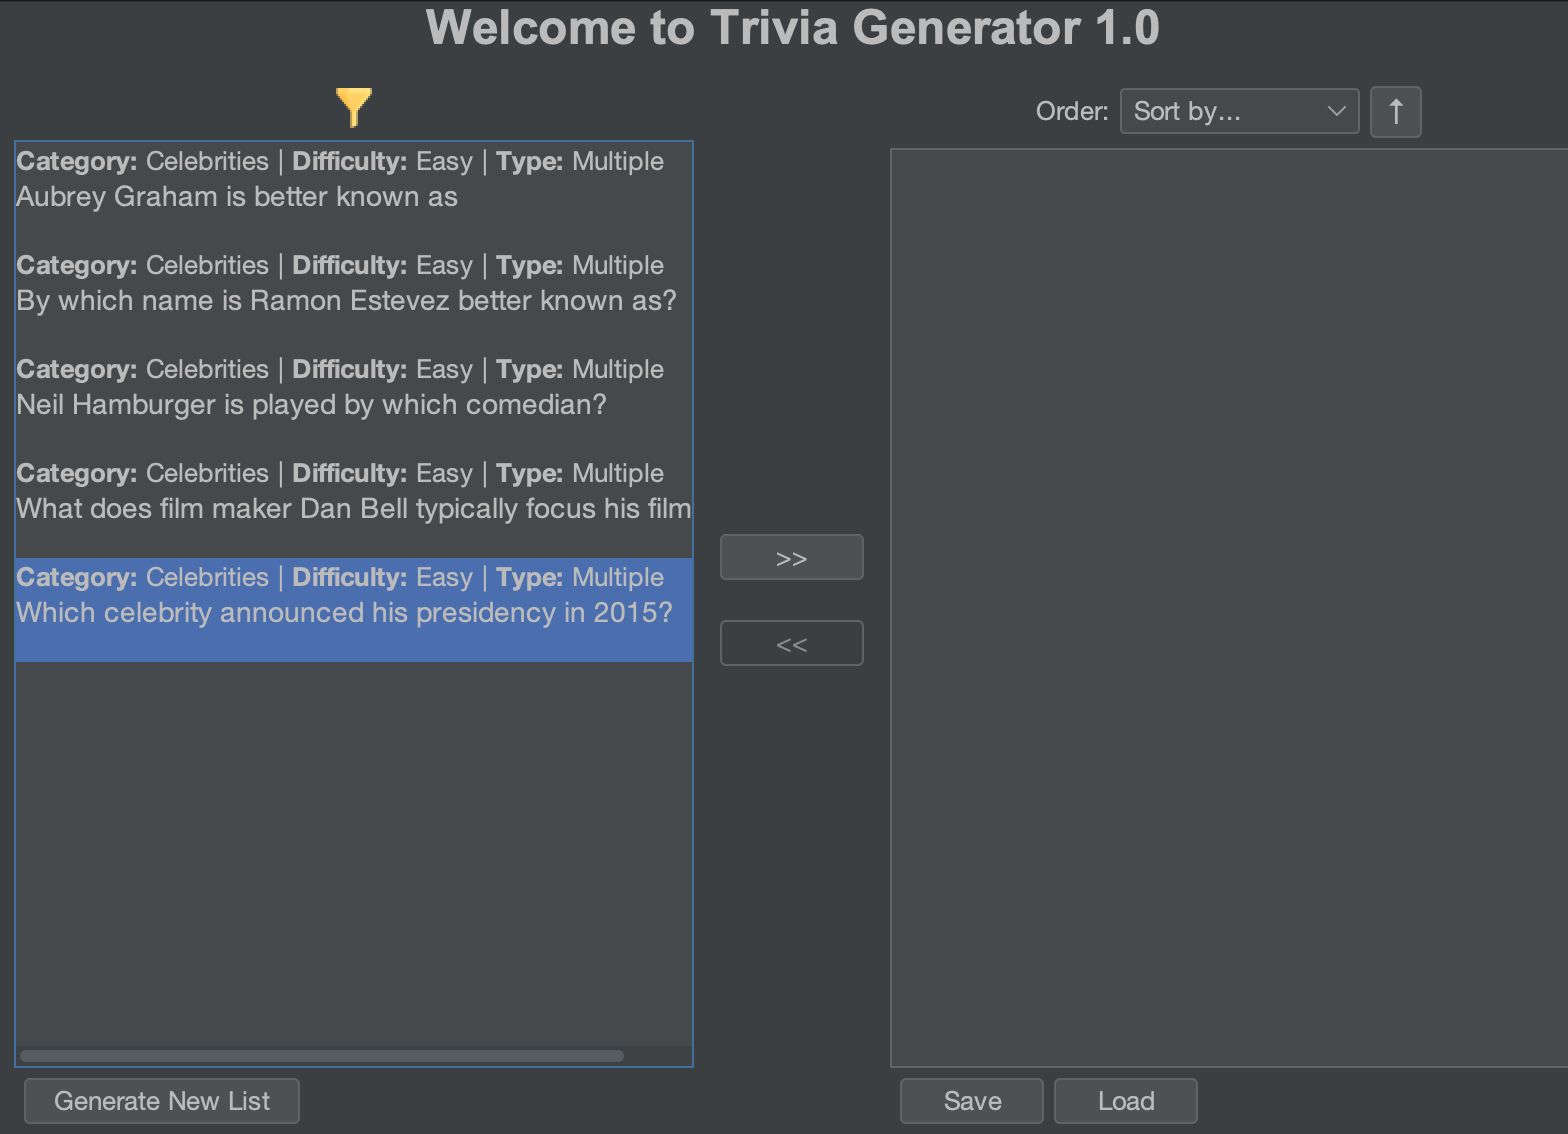 Welcome to Trivia Generator 1.0
Order: Sort by... ↑
Category: Celebrities | Difficulty: Easy | Type: Multiple
Aubrey Graham is better known as
Category: Celebrities | Difficulty: Easy | Type: Multiple
By which name is Ramon Estevez better known as?
Category: Celebrities | Difficulty: Easy | Type: Multiple
Neil Hamburger is played by which comedian?
Category: Celebrities | Difficulty: Easy | Type: Multiple
What does film maker Dan Bell typically focus his film
Category: Celebrities | Difficulty: Easy | Type: Multiple
Which celebrity announced his presidency in 2015?
>>
<<
Generate New List
Save Load